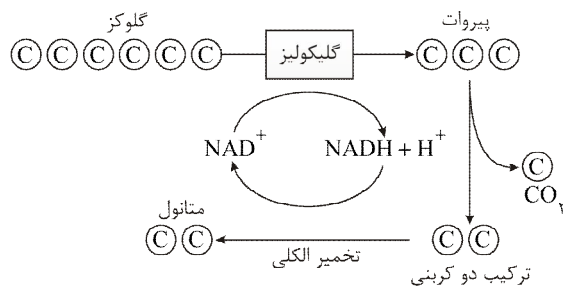 گلوکز
پیروات
C C C C C C
گلیکولیز
C C C
NAD+
NADH + H+
C
CO۲
متانول
C C
تخمیر الکلی
C C
ترکیب دو کربنی